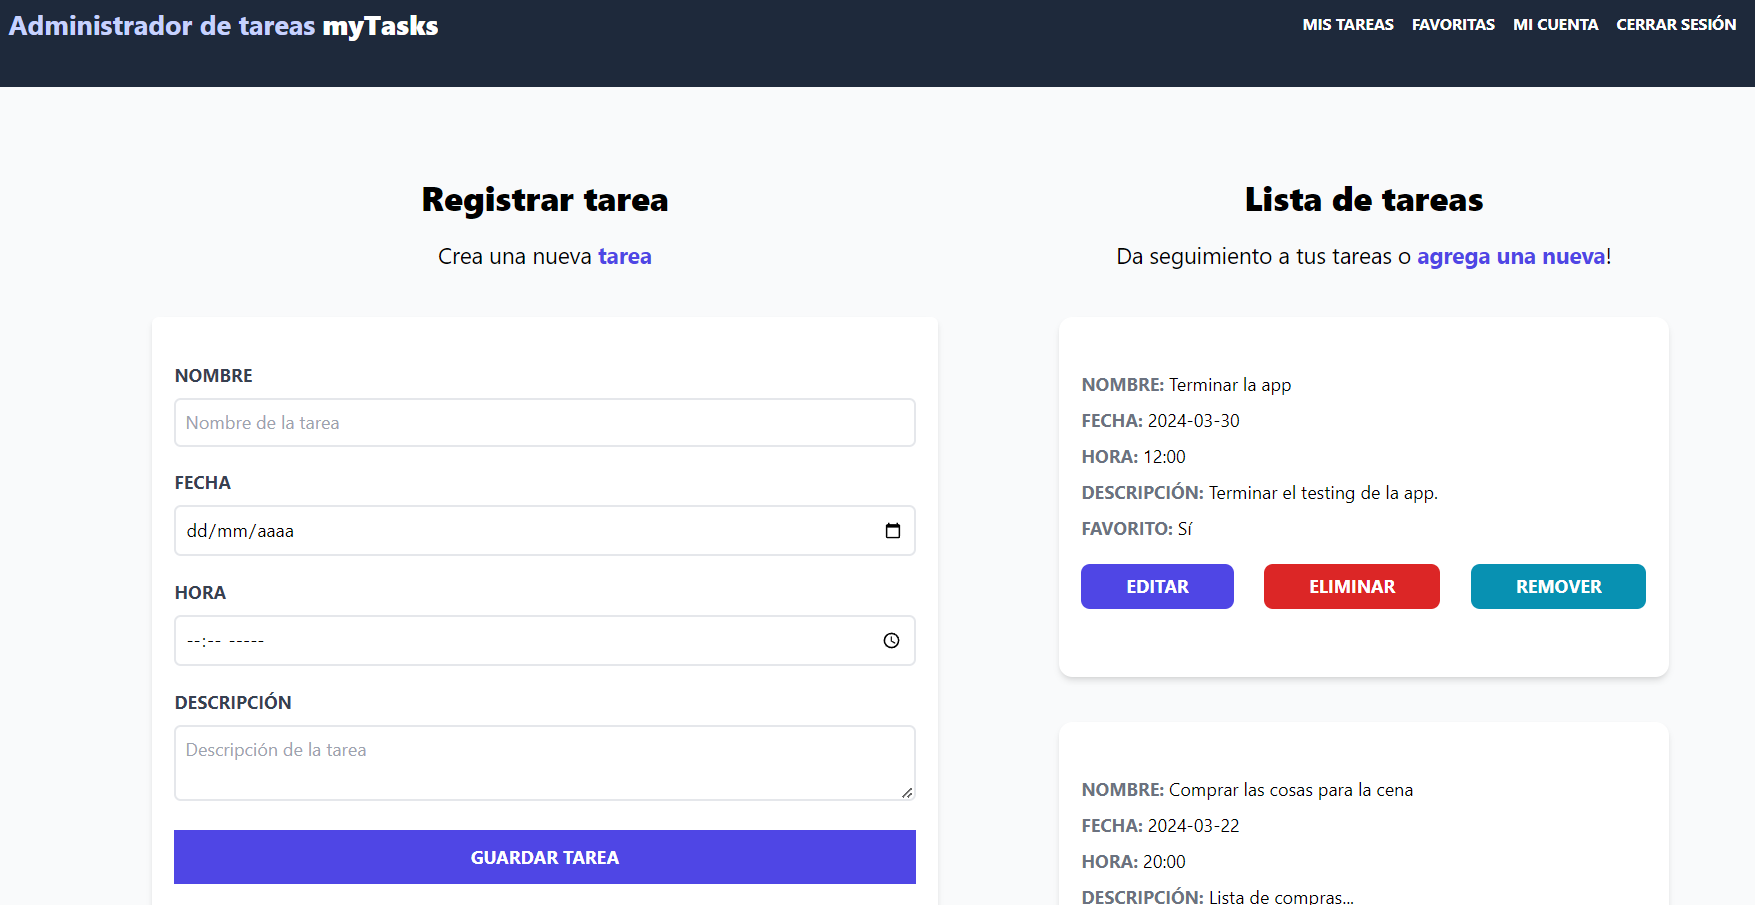 Administrador de tareas myTasks
MIS TAREAS FAVORITAS MI CUENTA CERRAR SESIÓN
Registrar tarea
Crea una nueva tarea
NOMBRE
Nombre de la tarea
FECHA
dd/mm/aaaa
HORA
--:-- -----
DESCRIPCIÓN
Descripción de la tarea
GUARDAR TAREA
Lista de tareas
Da seguimiento a tus tareas o agrega una nueva!
NOMBRE: Terminar la app
FECHA: 2024-03-30
HORA: 12:00
DESCRIPCIÓN: Terminar el testing de la app.
FAVORITO: Sí
EDITAR ELIMINAR REMOVER
NOMBRE: Comprar las cosas para la cena
FECHA: 2024-03-22
HORA: 20:00
DESCRIPCIÓN: Lista de compras...